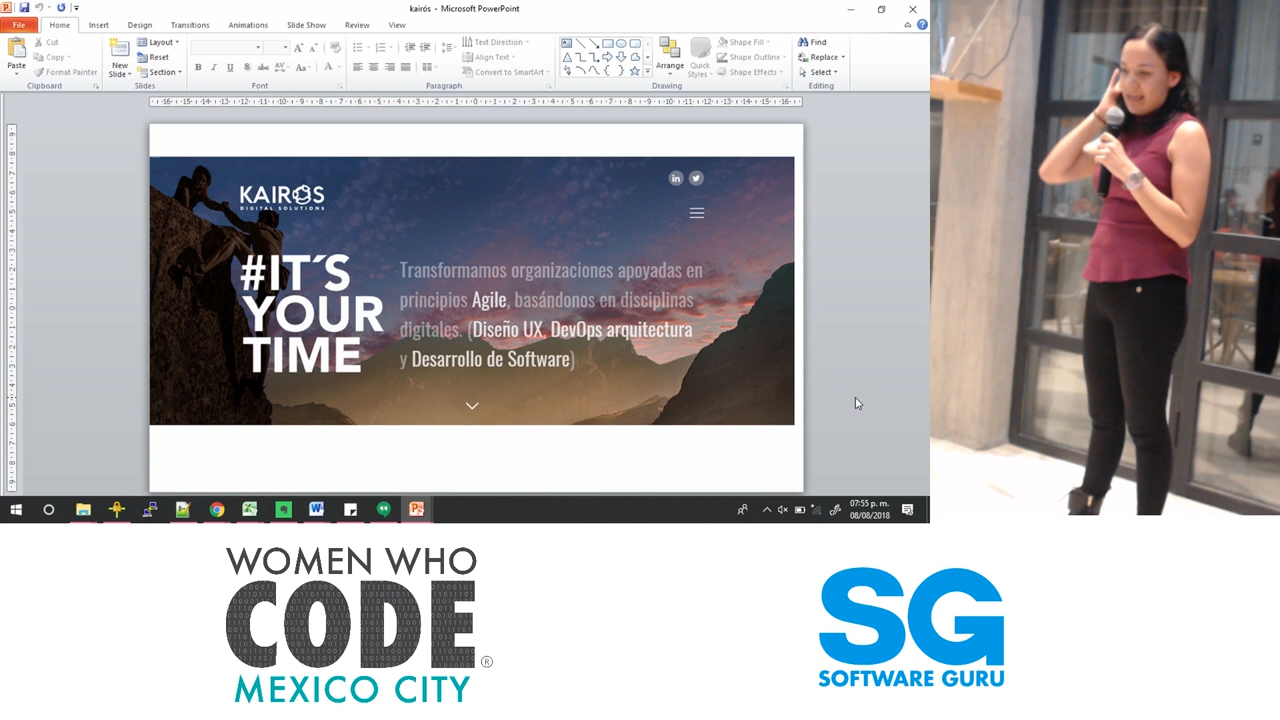 kairós - Microsoft PowerPoint
File Home Insert Design Transitions Animations Slide Show Review View
Paste
Cut
Copy
Format Painter
Clipboard
New
Slide
Layout
Reset
Section
Slides
Font
Text Direction
Align Text
Convert to SmartArt
Paragraph
Arrange
Quick
Styles
Shape Fill
Shape Outline
Shape Effects
Drawing
Find
Replace
Select
Editing
KAIROS
DIGITAL SOLUTIONS
#IT´S
YOUR
TIME
Transformamos organizaciones apoyadas en
principios Agile, basándonos en disciplinas
digitales. (Diseño UX, DevOps arquitectura
y Desarrollo de Software)
07:55 p. m.
08/08/2018
WOMEN WHO
CODE®
MEXICO CITY
SG
SOFTWARE GURU